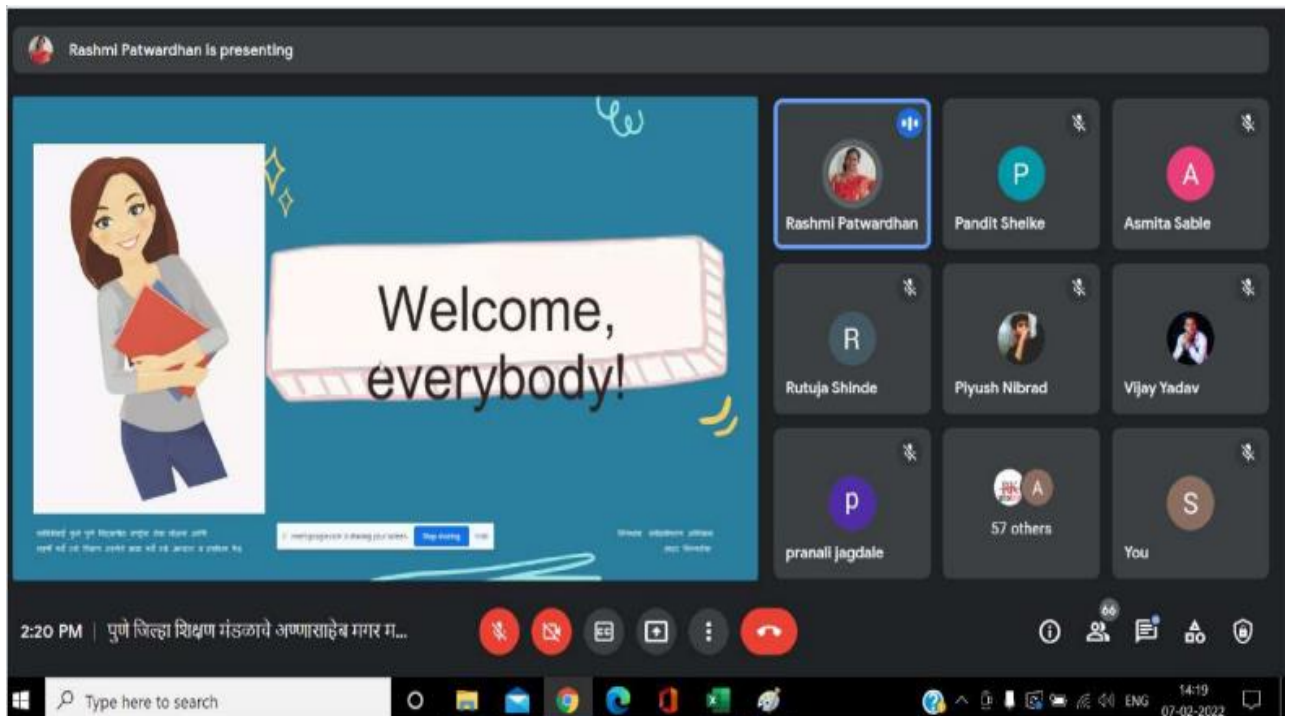 Rashmi Patwardhan is presenting
Welcome,
everybody!
Stop sharing
Rashmi Patwardhan
Pandit Shelke
Asmita Sable
R
Rutuja Shinde
Piyush Nibrad
Vijay Yadav
P
A
p
pranali jagdale
A
57 others
S
You
2:20 PM | पुणे जिल्हा शिक्षण मंडळाचे अण्णासाहेब मगर म...
66
Type here to search
ENG
14:19
07-02-2022